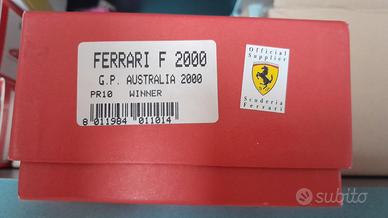 FERRARI F 2000
G.P. AUSTRALIA 2000
PR10 WINNER
8 011984 011014
Official
Supplier
Scuderia
Ferrari
subito